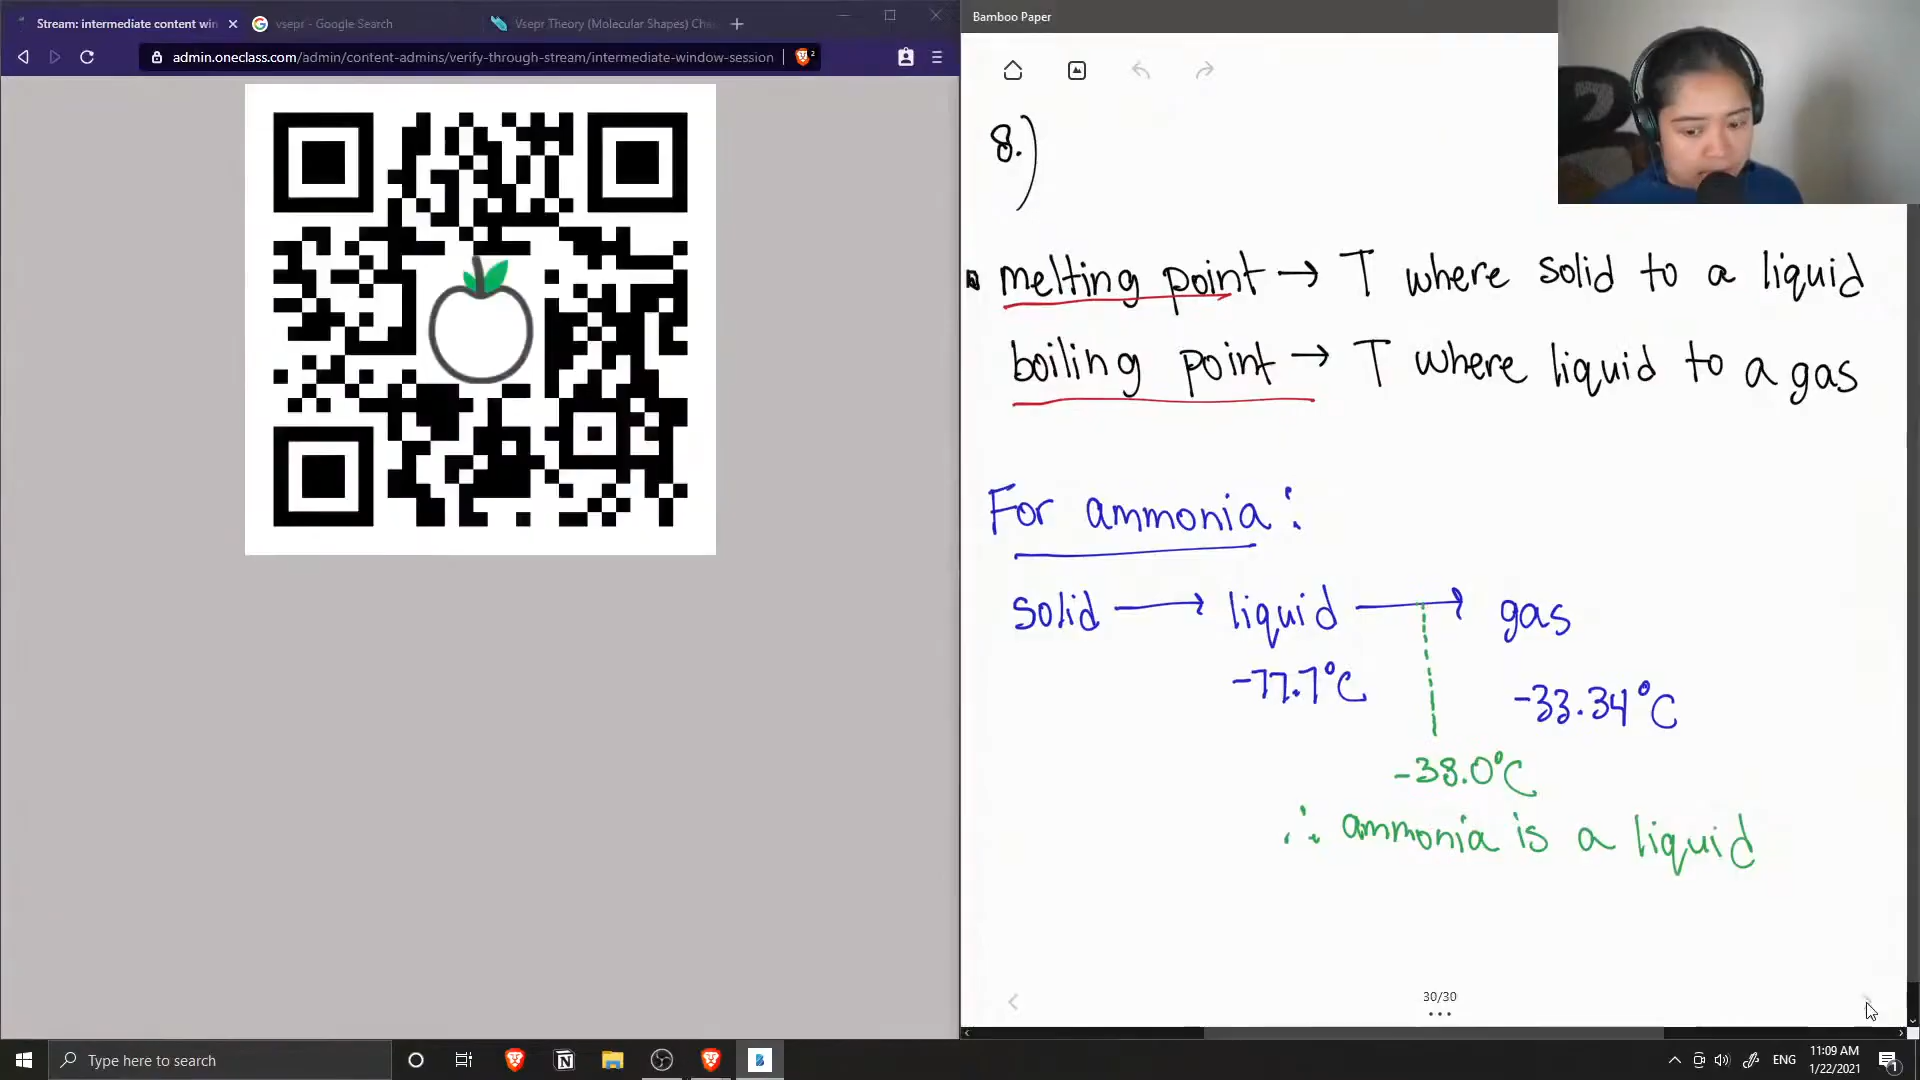 Stream: intermediate content win
vsepr - Google Search
Vsepr Theory (Molecular Shapes) Che
admin.oneclass.com/admin/content-admins/verify-through-stream/intermediate-window-session
2
Bamboo Paper
8.)
melting point → T where solid to a liquid
boiling point → T where liquid to a gas
For ammonia:
solid → liquid → gas
-77.7°C
-33.34°C
-38.0°C
∴ ammonia is a liquid
30/30
Type here to search
ENG
11:09 AM
1/22/2021
1